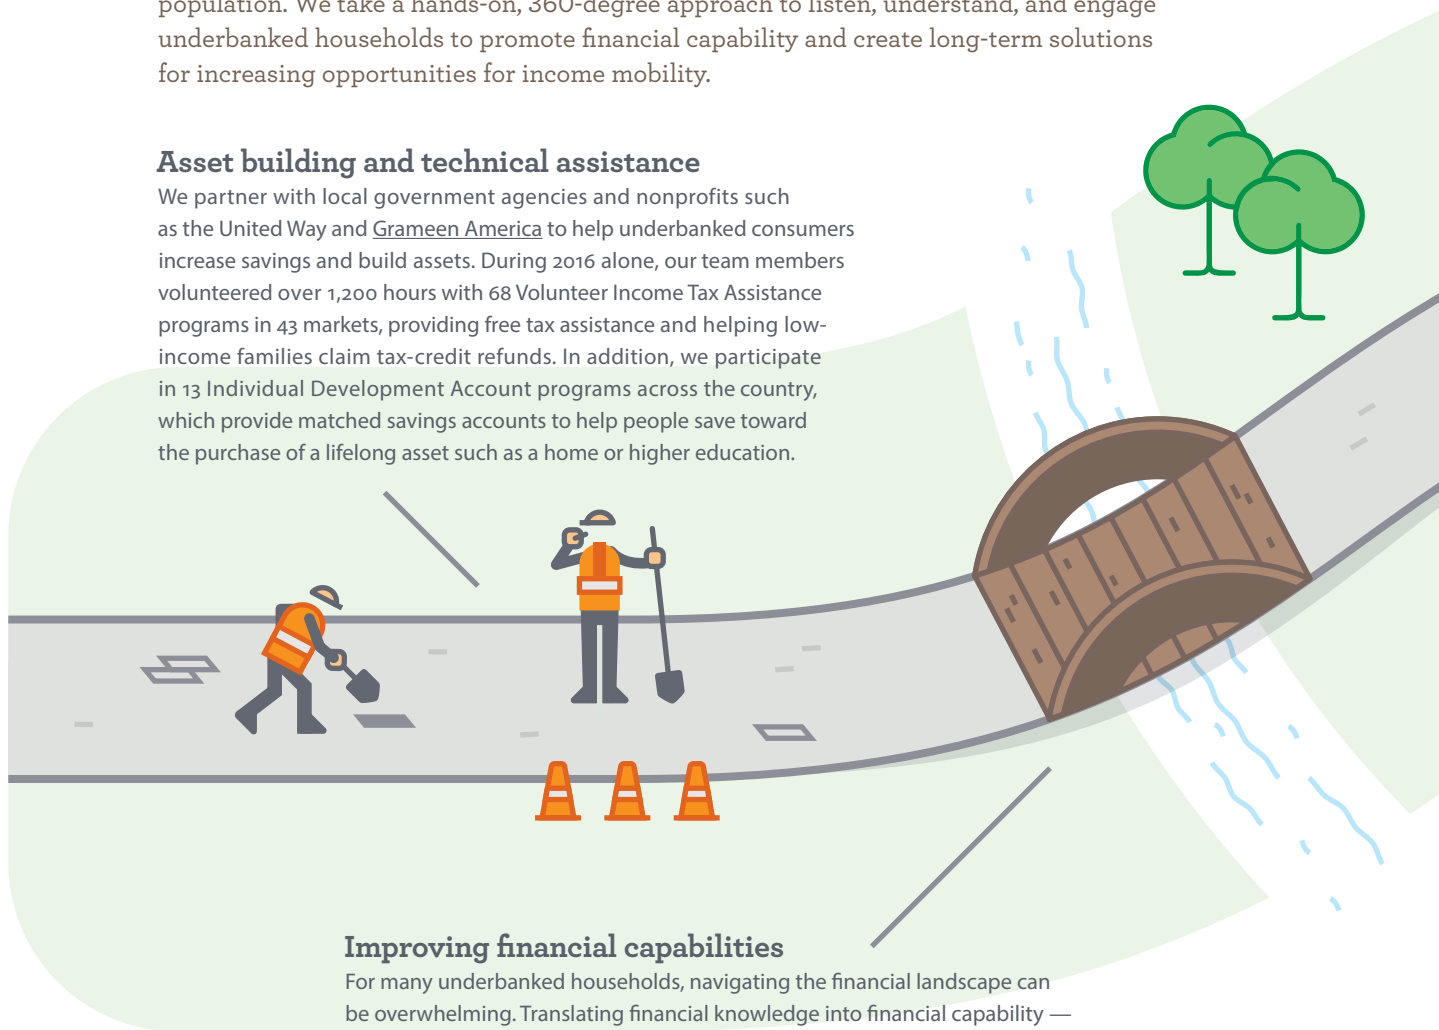 population. We take a hands-on, 360-degree approach to listen, understand, and engage
underbanked households to promote financial capability and create long-term solutions
for increasing opportunities for income mobility.
Asset building and technical assistance
We partner with local government agencies and nonprofits such
as the United Way and Grameen America to help underbanked consumers
increase savings and build assets. During 2016 alone, our team members
volunteered over 1,200 hours with 68 Volunteer Income Tax Assistance
programs in 43 markets, providing free tax assistance and helping low-
income families claim tax-credit refunds. In addition, we participate
in 13 Individual Development Account programs across the country,
which provide matched savings accounts to help people save toward
the purchase of a lifelong asset such as a home or higher education.
Improving financial capabilities
For many underbanked households, navigating the financial landscape can
be overwhelming. Translating financial knowledge into financial capability —